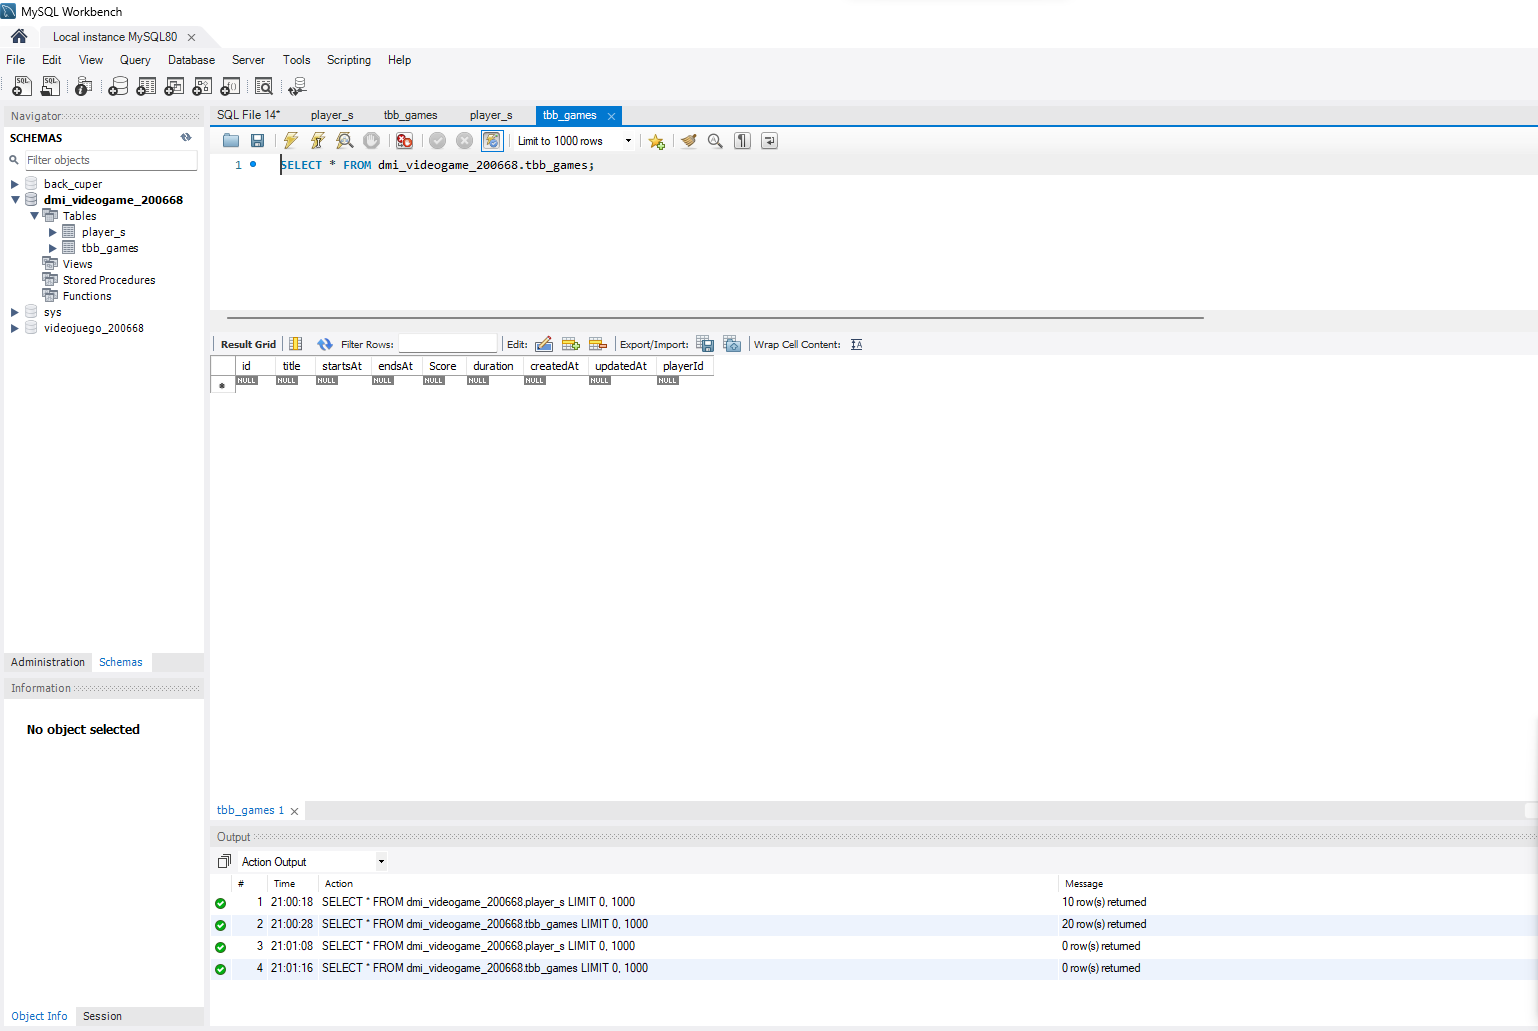 MySQL Workbench
Local instance MySQL80
File Edit View Query Database Server Tools Scripting Help
Navigator
SCHEMAS
Filter objects
back_cuper
dmi_videogame_200668
Tables
player_s
tbb_games
Views
Stored Procedures
Functions
sys
videojuego_200668
Administration Schemas
Information
No object selected
Object Info Session
SQL File 14* player_s tbb_games player_s tbb_games
Limit to 1000 rows
1 SELECT * FROM dmi_videogame_200668.tbb_games;
Result Grid Filter Rows: Edit: Export/Import: Wrap Cell Content:
id title startsAt endsAt Score duration createdAt updatedAt playerId
NULL NULL NULL NULL NULL NULL NULL NULL NULL
tbb_games 1
Output
Action Output
# Time Action Message
1 21:00:18 SELECT * FROM dmi_videogame_200668.player_s LIMIT 0, 1000 10 row(s) returned
2 21:00:28 SELECT * FROM dmi_videogame_200668.tbb_games LIMIT 0, 1000 20 row(s) returned
3 21:01:08 SELECT * FROM dmi_videogame_200668.player_s LIMIT 0, 1000 0 row(s) returned
4 21:01:16 SELECT * FROM dmi_videogame_200668.tbb_games LIMIT 0, 1000 0 row(s) returned